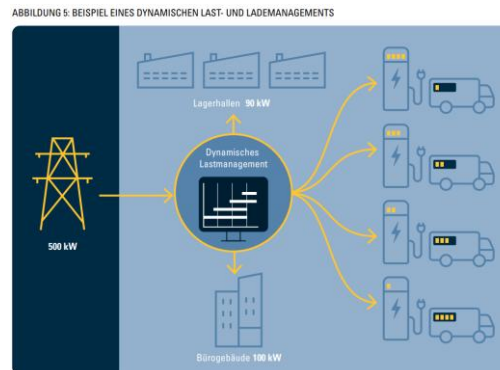 ABBILDUNG 5: BEISPIEL EINES DYNAMISCHEN LAST- UND LADEMANAGEMENTS
Lagerhallen 90 kW
Dynamisches
Lastmanagement
500 kW
Bürogebäude 100 kW